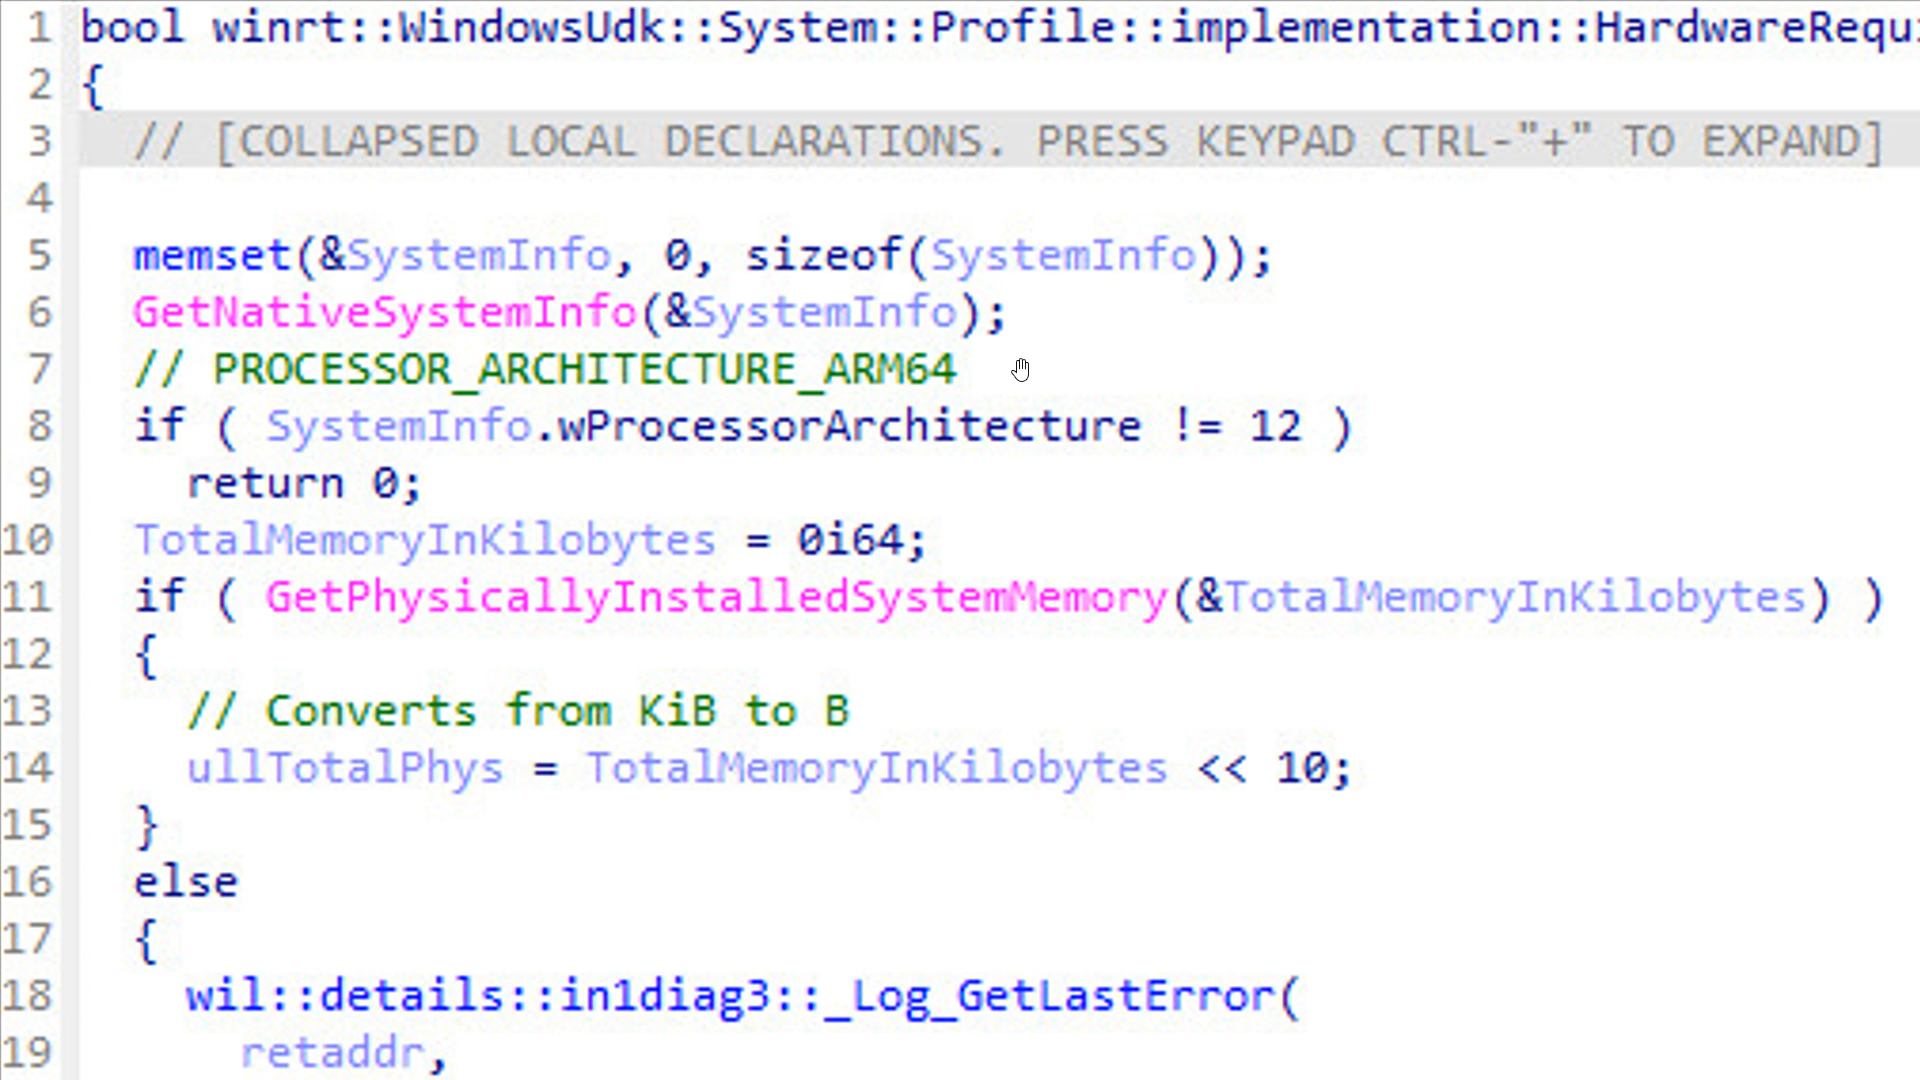 1 bool winrt::WindowsUdk::System::Profile::implementation::HardwareRequi
2 {
3 // [COLLAPSED LOCAL DECLARATIONS. PRESS KEYPAD CTRL-"+" TO EXPAND]
4
5 memset(&SystemInfo, 0, sizeof(SystemInfo));
6 GetNativeSystemInfo(&SystemInfo);
7 // PROCESSOR_ARCHITECTURE_ARM64
8 if ( SystemInfo.wProcessorArchitecture != 12 )
9 return 0;
10 TotalMemoryInKilobytes = 0i64;
11 if ( GetPhysicallyInstalledSystemMemory(&TotalMemoryInKilobytes) )
12 {
13 // Converts from KiB to B
14 ullTotalPhys = TotalMemoryInKilobytes << 10;
15 }
16 else
17 {
18 wil::details::in1diag3::_Log_GetLastError(
19 retaddr,